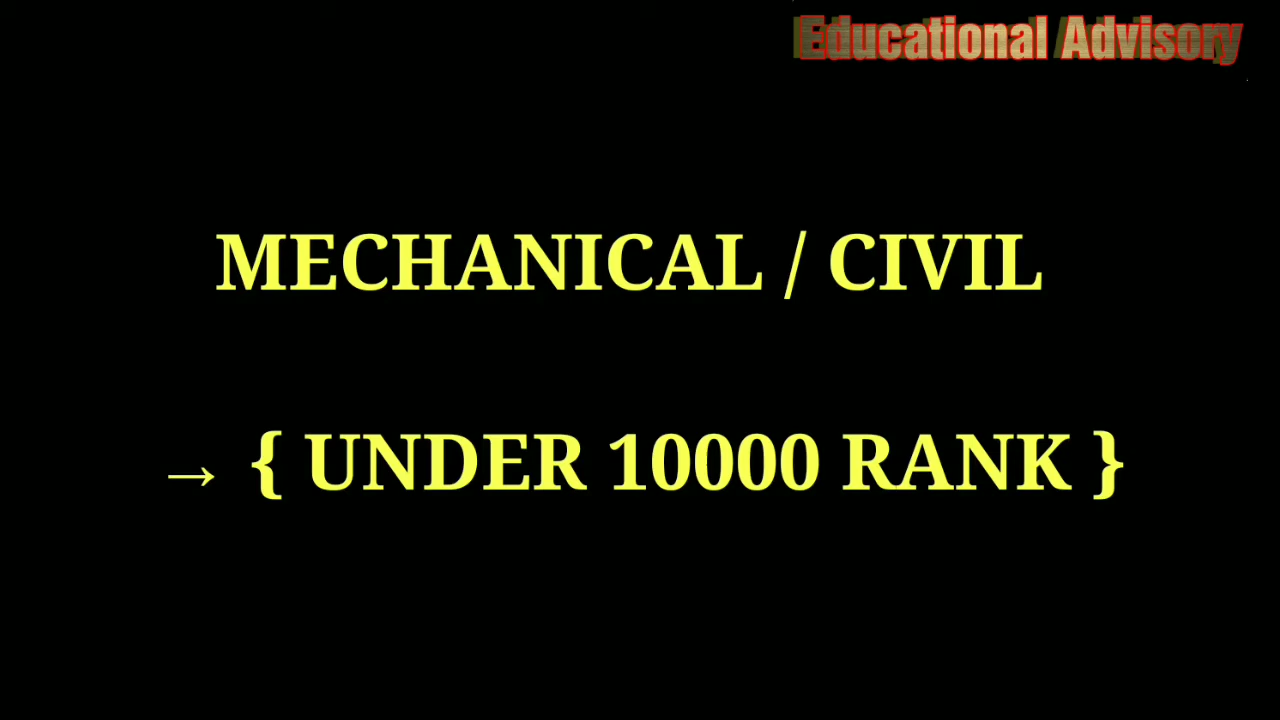 Educational Advisory
MECHANICAL / CIVIL
→ { UNDER 10000 RANK }